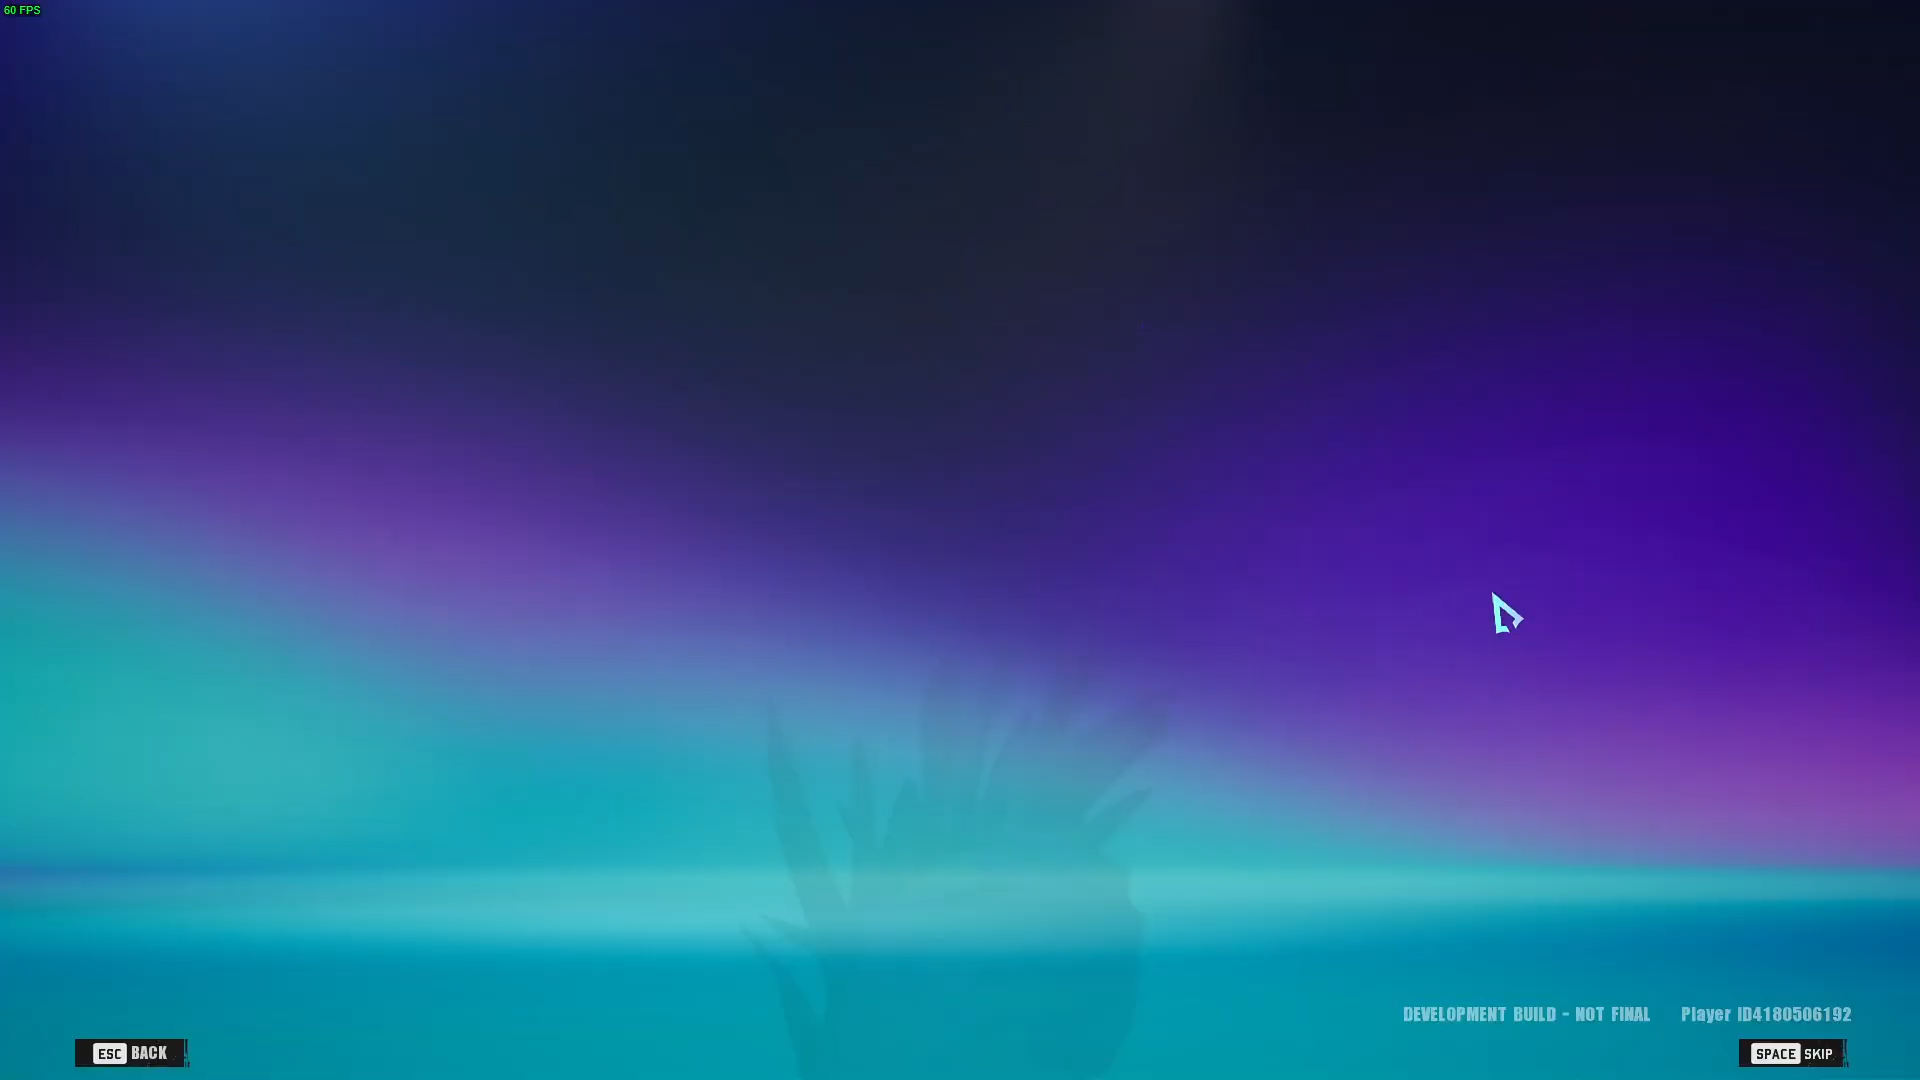 60 FPS
DEVELOPMENT BUILD - NOT FINAL Player ID4180506192
ESC BACK
SPACE SKIP